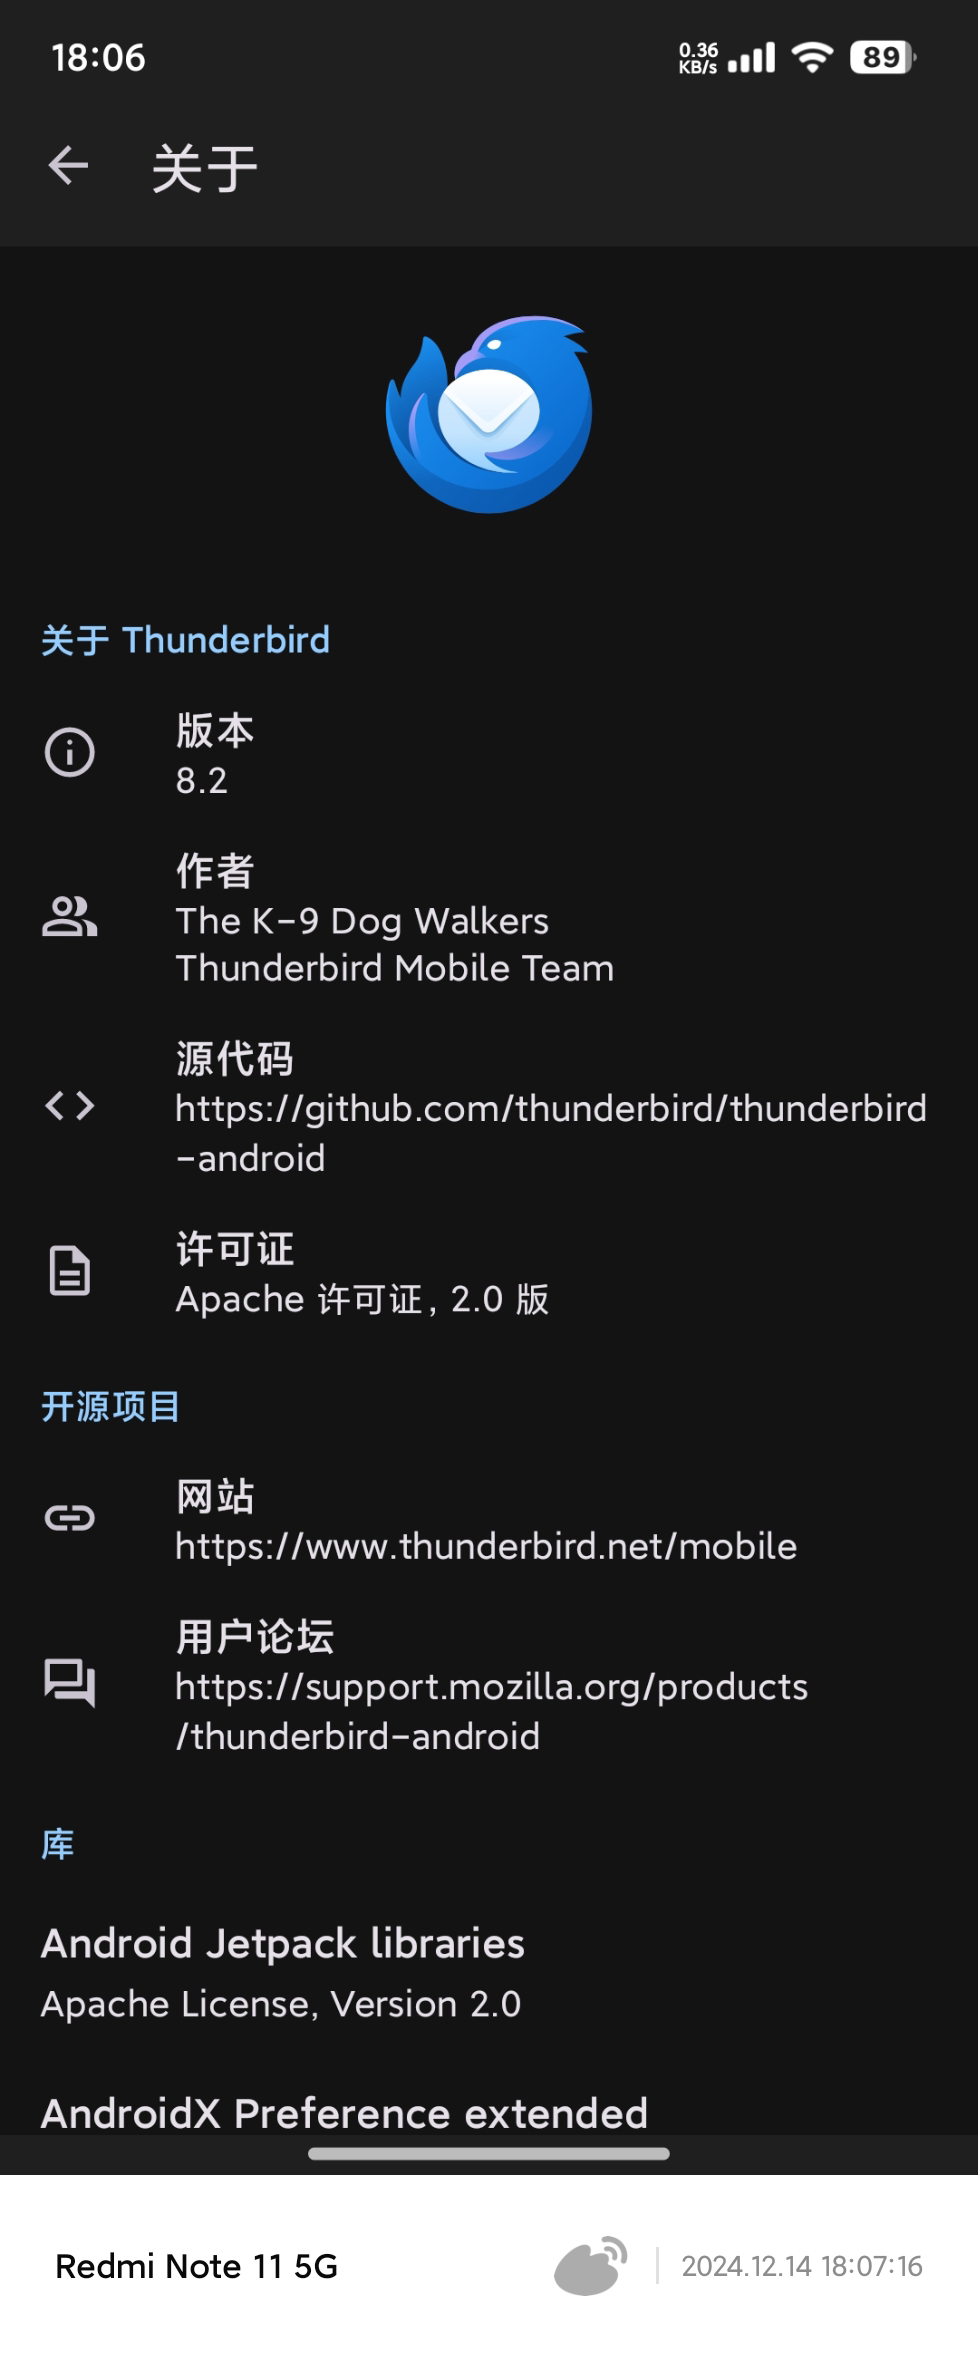 18:06
0.36
KB/s
89
关于
关于 Thunderbird
版本
8.2
作者
The K-9 Dog Walkers
Thunderbird Mobile Team
源代码
https://github.com/thunderbird/thunderbird
-android
许可证
Apache 许可证, 2.0 版
开源项目
网站
https://www.thunderbird.net/mobile
用户论坛
https://support.mozilla.org/products
/thunderbird-android
库
Android Jetpack libraries
Apache License, Version 2.0
AndroidX Preference extended
Redmi Note 11 5G
2024.12.14 18:07:16